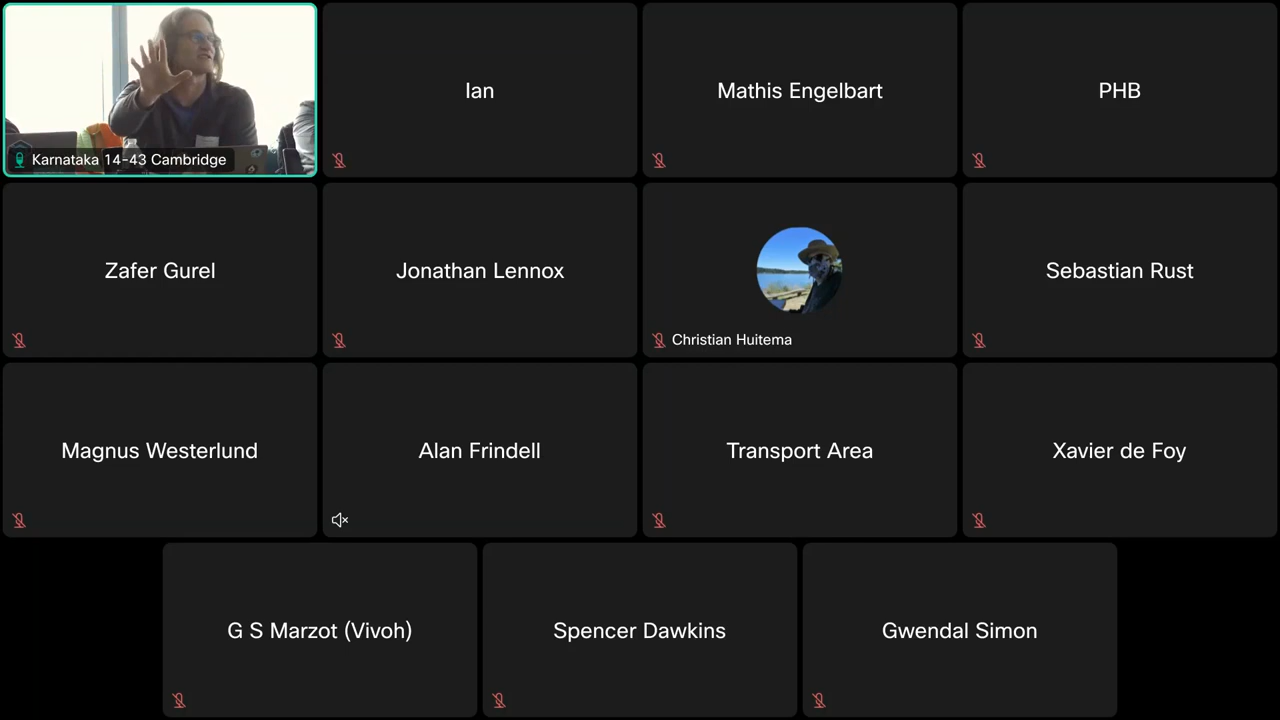 Karnataka 14-43 Cambridge
Ian
Mathis Engelbart
PHB
Zafer Gurel
Jonathan Lennox
Christian Huitema
Sebastian Rust
Magnus Westerlund
Alan Frindell
Transport Area
Xavier de Foy
G S Marzot (Vivoh)
Spencer Dawkins
Gwendal Simon